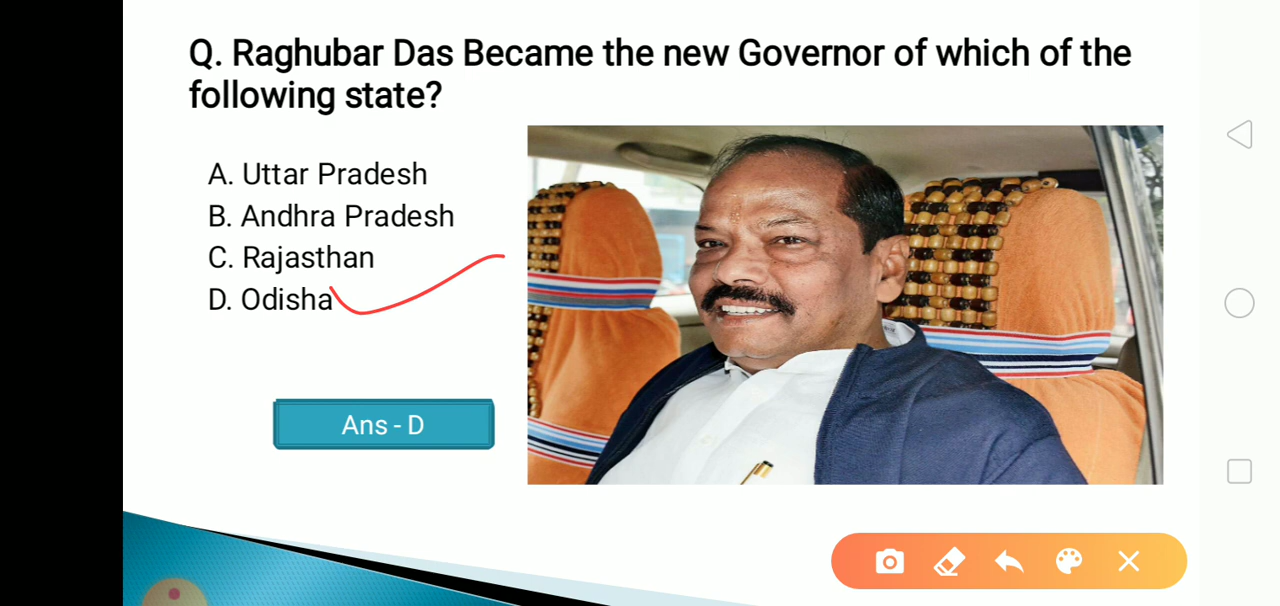 Q. Raghubar Das Became the new Governor of which of the
following state?
A. Uttar Pradesh
B. Andhra Pradesh
C. Rajasthan
D. Odisha
Ans - D